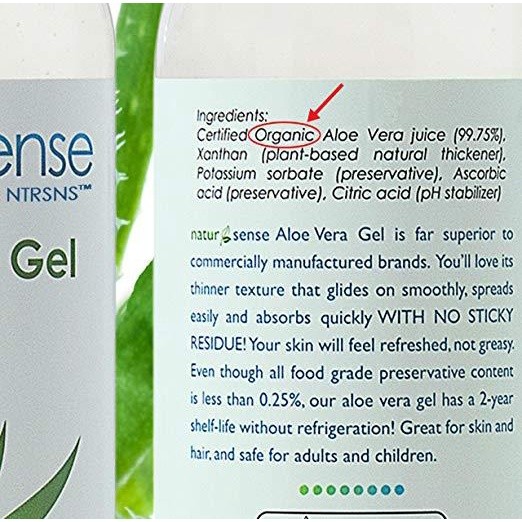 ense
NTRSNS™
Gel
Ingredients:
Certified Organic Aloe Vera juice (99.75%),
Xanthan (plant-based natural thickener),
Potassium sorbate (preservative), Ascorbic
acid (preservative), Citric acid (pH stabilizer)
natur sense Aloe Vera Gel is far superior to
commercially manufactured brands. You'll love its
thinner texture that glides on smoothly, spreads
easily and absorbs quickly WITH NO STICKY
RESIDUE! Your skin will feel refreshed, not greasy.
Even though all food grade preservative content
is less than 0.25%, our aloe vera gel has a 2-year
shelf-life without refrigeration! Great for skin and
hair, and safe for adults and children.